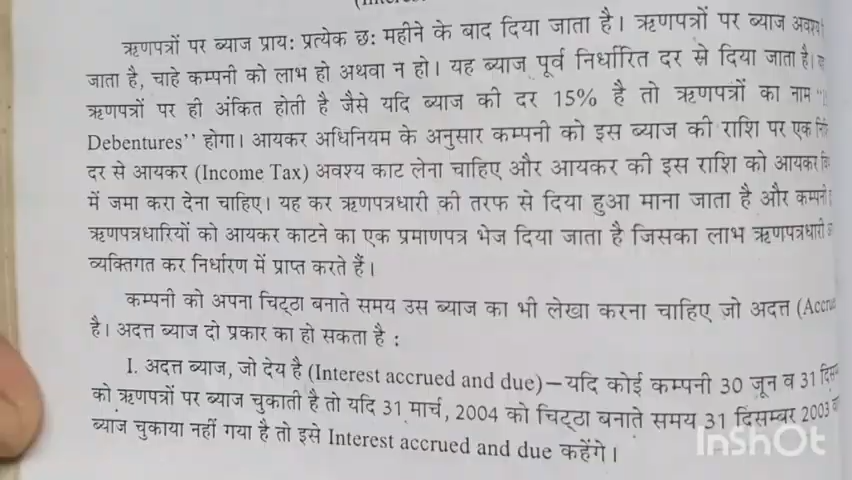 ऋणपत्रों पर ब्याज प्राय: प्रत्येक छ: महीने के बाद दिया जाता है। ऋणपत्रों पर ब्याज
जाता है, चाहे कम्पनी को लाभ हो अथवा न हो। यह ब्याज पूर्व निर्धारित दर से दिया जाता है।
ऋणपत्रों पर ही अंकित होती है जैसे यदि ब्याज की दर 15% है तो ऋणपत्रों का नाम
Debentures'' होगा। आयकर अधिनियम के अनुसार कम्पनी को इस ब्याज की राशि पर एक
दर से आयकर (Income Tax) अवश्य काट लेना चाहिए और आयकर की इस राशि को आयकर
में जमा करा देना चाहिए। यह कर ऋणपत्रधारी की तरफ से दिया हुआ माना जाता है और कम्पनी
ऋणपत्रधारियों को आयकर काटने का एक प्रमाणपत्र भेज दिया जाता है जिसका लाभ ऋणपत्रधारी
व्यक्तिगत कर निर्धारण में प्राप्त करते हैं।
कम्पनी को अपना चिट्ठा बनाते समय उस ब्याज का भी लेखा करना चाहिए जो अदत्त
है। अदत्त ब्याज दो प्रकार का हो सकता है :
I. अदत्त ब्याज, जो देय है (Interest accrued and due)—यदि कोई कम्पनी 30 जून व 31
को ऋणपत्रों पर ब्याज चुकाती है तो यदि 31 मार्च, 2004 को चिट्ठा बनाते समय 31 दिसम्बर 2003
ब्याज चुकाया नहीं गया है तो इसे Interest accrued and due कहेंगे।
InShOt